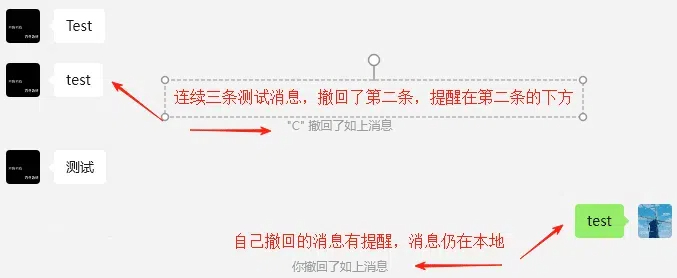 Test
test
连续三条测试消息，撤回了第二条，提醒在第二条的下方
"C" 撤回了如上消息
测试
test
自己撤回的消息有提醒，消息仍在本地
你撤回了如上消息